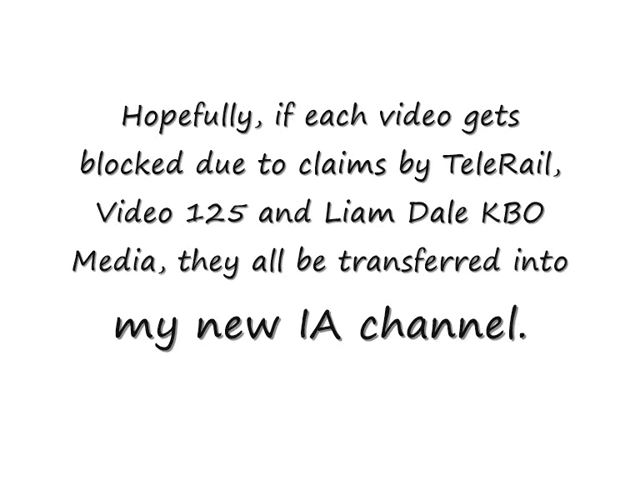 Hopefully, if each video gets
blocked due to claims by TeleRail,
Video 125 and Liam Dale KBO
Media, they all be transferred into
my new IA channel.